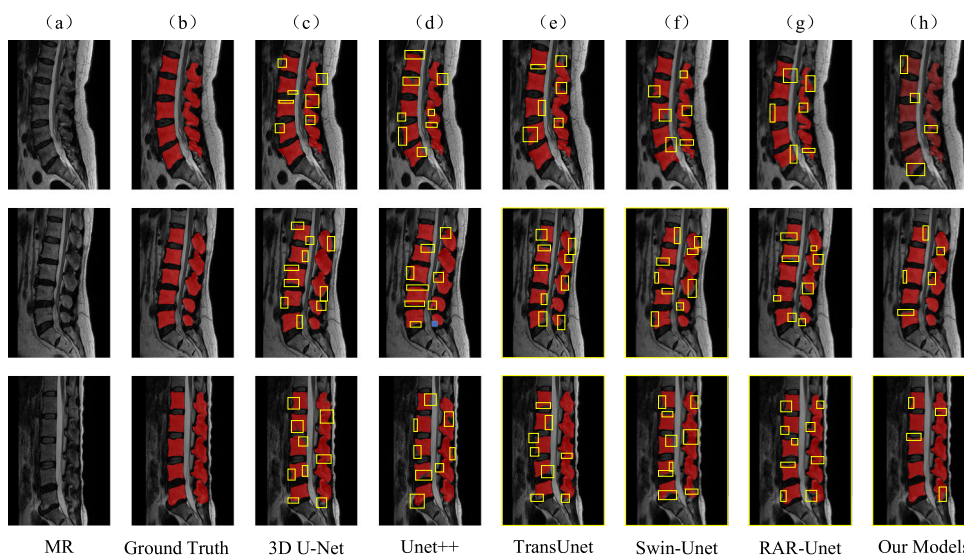 （a） （b） （c） （d） （e） （f） （g） （h）
MR Ground Truth 3D U-Net Unet++ TransUnet Swin-Unet RAR-Unet Our Models